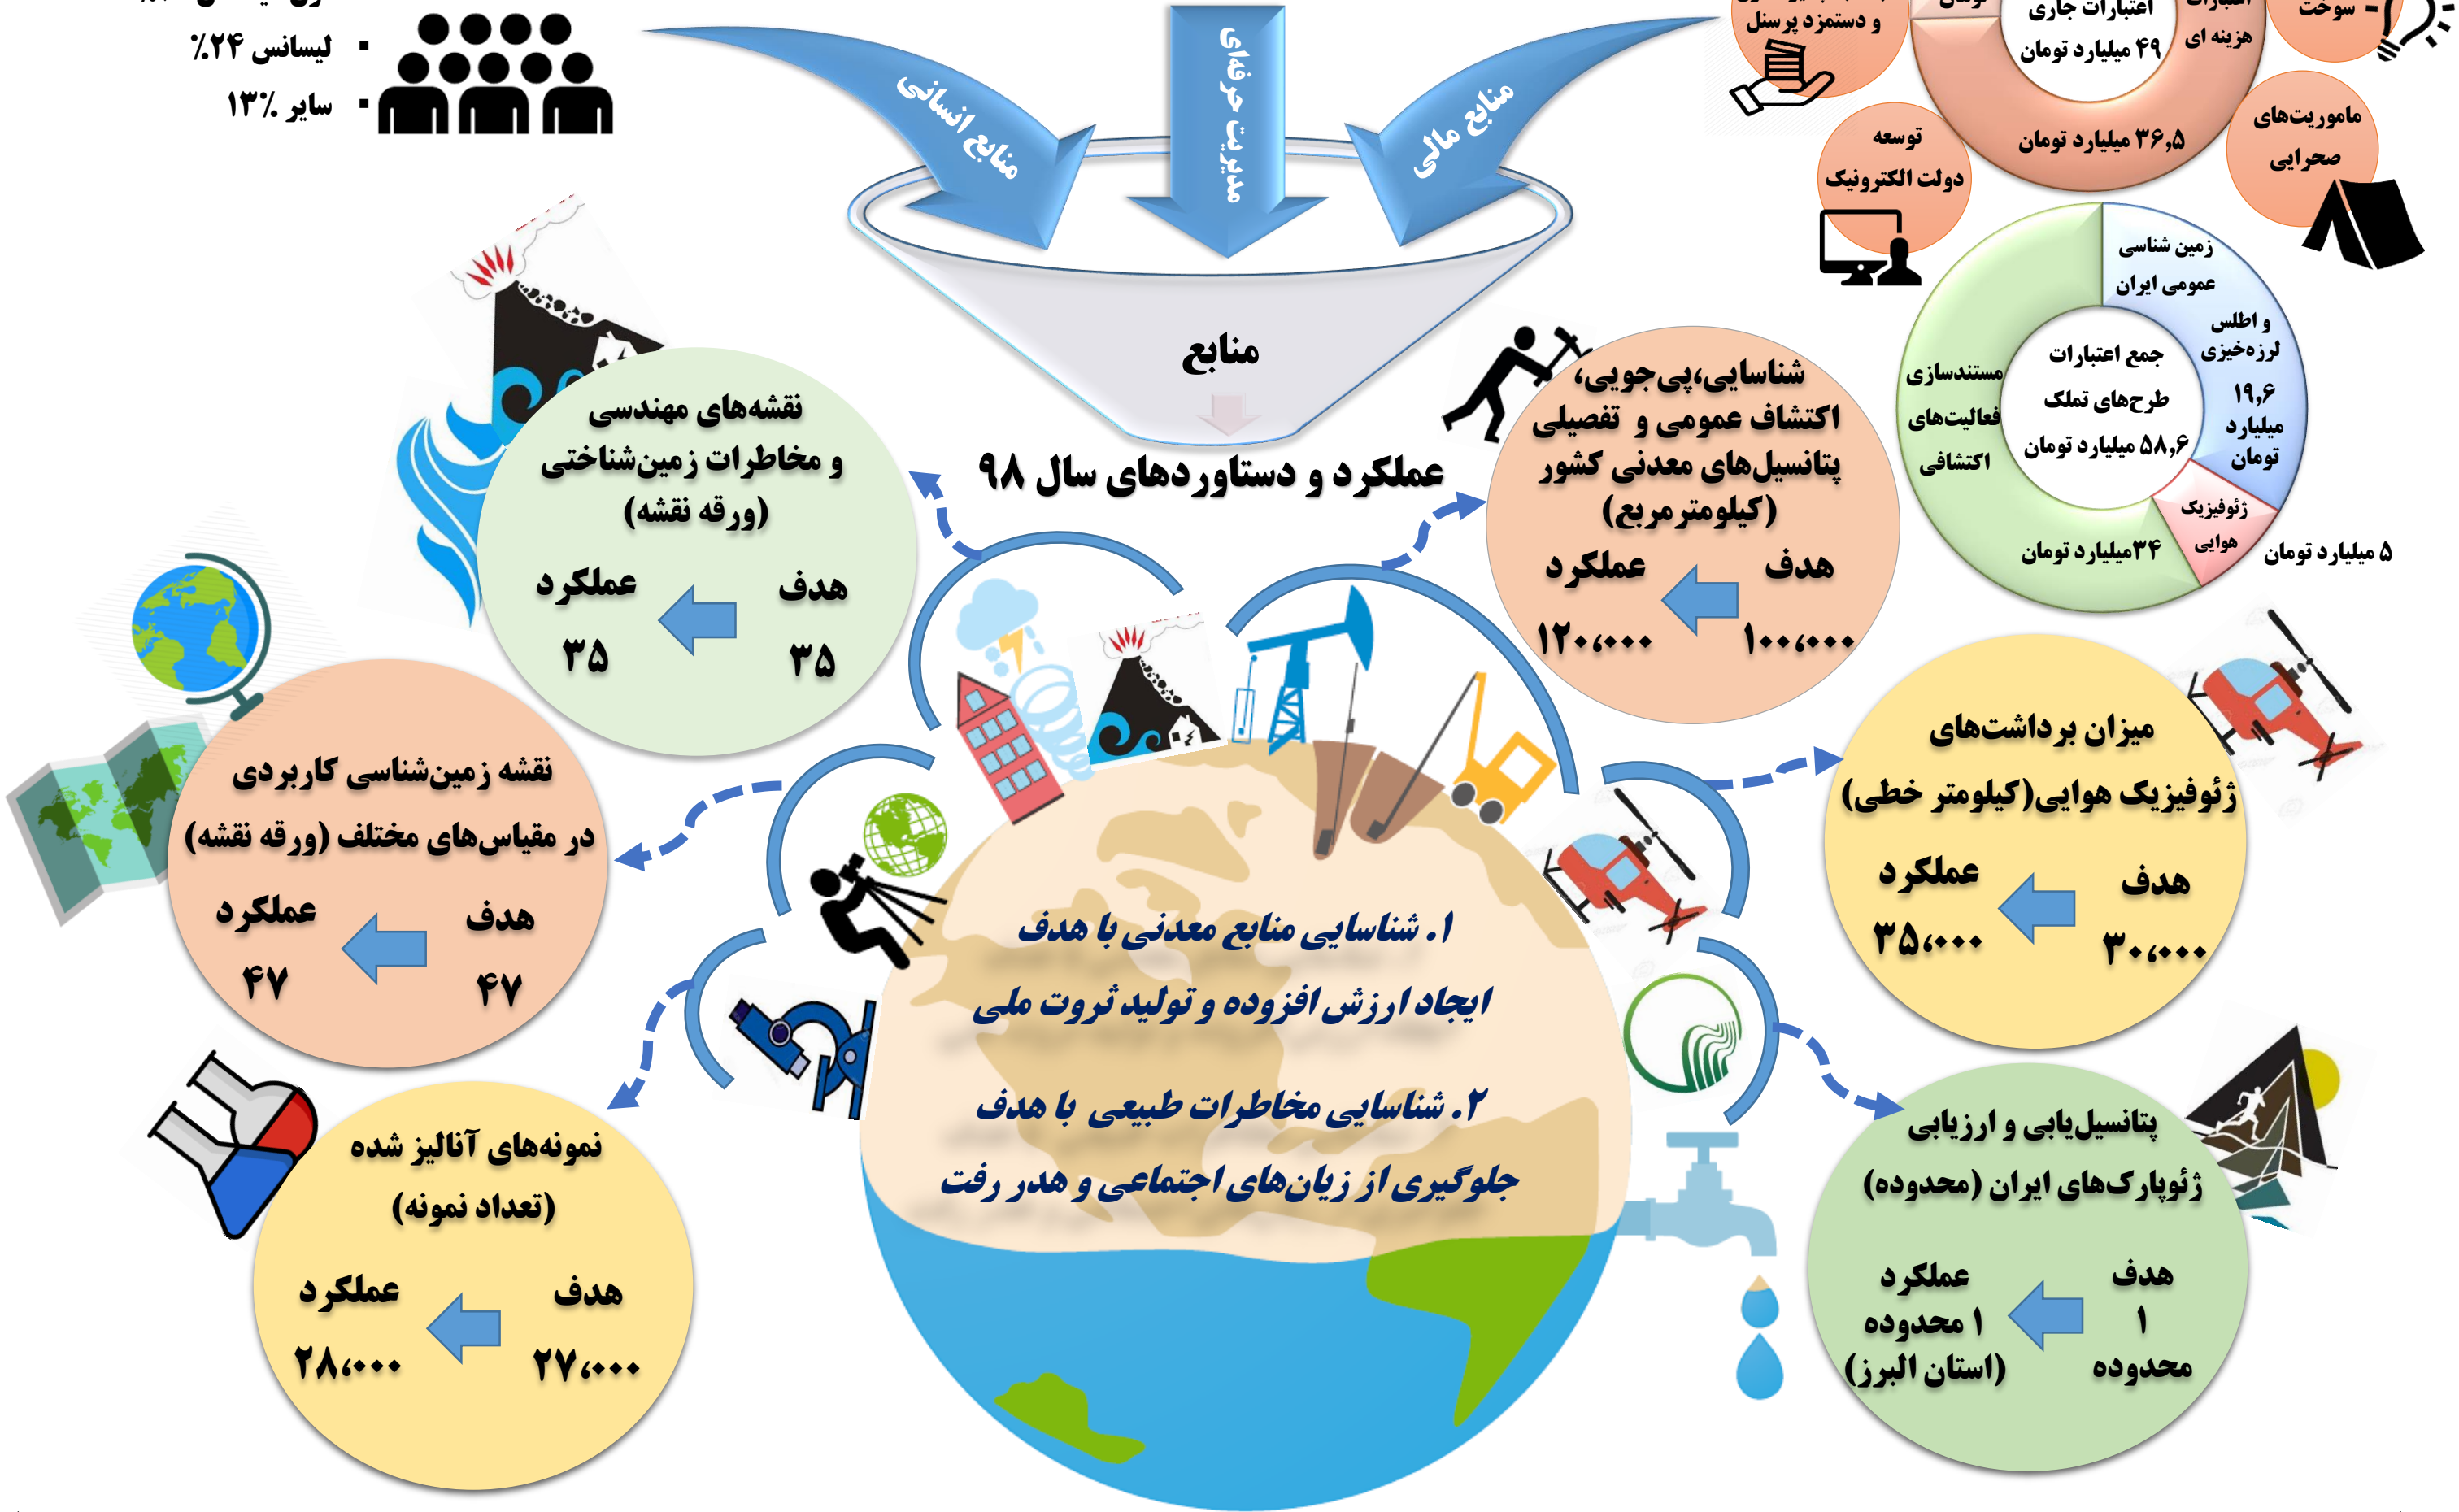 لیسانس ۲۴٪
سایر ۱۳٪
منابع انسانی
مدیریت حرفه‌ای
منابع مالی
منابع
و دستمزد پرسنل
تومان
اعتبارات جاری
۴۹ میلیارد تومان
اعتبارات
هزینه ای
سوخت
۳۶,۵ میلیارد تومان
ماموریت‌های
صحرایی
توسعه
دولت الکترونیک
زمین شناسی
عمومی ایران
و اطلس
لرزه‌خیزی
۱۹,۶
میلیارد
تومان
جمع اعتبارات
طرح‌های تملک
۵۸,۶ میلیارد تومان
مستندسازی
فعالیت‌های
اکتشافی
۳۴میلیارد تومان
ژئوفیزیک
هوایی
۵ میلیارد تومان
عملکرد و دستاوردهای سال ۹۸
شناسایی،پی‌جویی،
اکتشاف عمومی و تفصیلی
پتانسیل‌های معدنی کشور
(کیلومترمربع)
هدف عملکرد
۱۰۰،۰۰۰ ۱۲۰،۰۰۰
نقشه‌های مهندسی
و مخاطرات زمین‌شناختی
(ورقه نقشه)
هدف عملکرد
۳۵ ۳۵
میزان برداشت‌های
ژئوفیزیک هوایی(کیلومتر خطی)
هدف عملکرد
۳۰،۰۰۰ ۳۵،۰۰۰
نقشه زمین‌شناسی کاربردی
در مقیاس‌های مختلف (ورقه نقشه)
هدف عملکرد
۴۷ ۴۷
۱. شناسایی منابع معدنی با هدف
ایجاد ارزش افزوده و تولید ثروت ملی
۲. شناسایی مخاطرات طبیعی با هدف
جلوگیری از زیان‌های اجتماعی و هدر رفت
پتانسیل‌یابی و ارزیابی
ژئوپارک‌های ایران (محدوده)
هدف
۱
محدوده
عملکرد
۱ محدوده
(استان البرز)
نمونه‌های آنالیز شده
(تعداد نمونه)
هدف عملکرد
۲۷،۰۰۰ ۲۸،۰۰۰